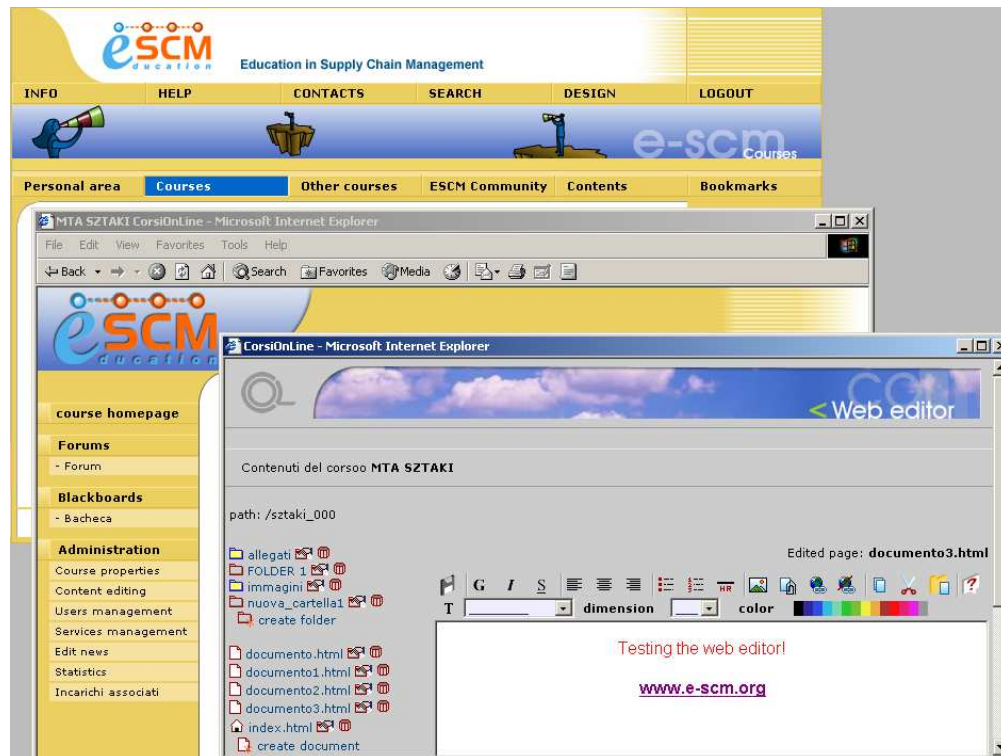 eSCM
ducation
Education in Supply Chain Management
INFO HELP CONTACTS SEARCH DESIGN LOGOUT
e-scm
Courses
Personal area Courses Other courses ESCM Community Contents Bookmarks
MTA SZTAKI CorsiOnLine - Microsoft Internet Explorer
File Edit View Favorites Tools Help
Back Search Favorites Media
eSCM
ducation
course homepage
Forums
- Forum
Blackboards
- Bacheca
Administration
Course properties
Content editing
Users management
Services management
Edit news
Statistics
Incarichi associati
CorsiOnLine - Microsoft Internet Explorer
COL
< Web editor
Contenuti del corsoo MTA SZTAKI
path: /sztaki_000
allegati
FOLDER 1
immagini
nuova_cartella1
create folder
documento.html
documento1.html
documento2.html
documento3.html
index.html
create document
Edited page: documento3.html
G I S HR
T dimension color
Testing the web editor!
www.e-scm.org